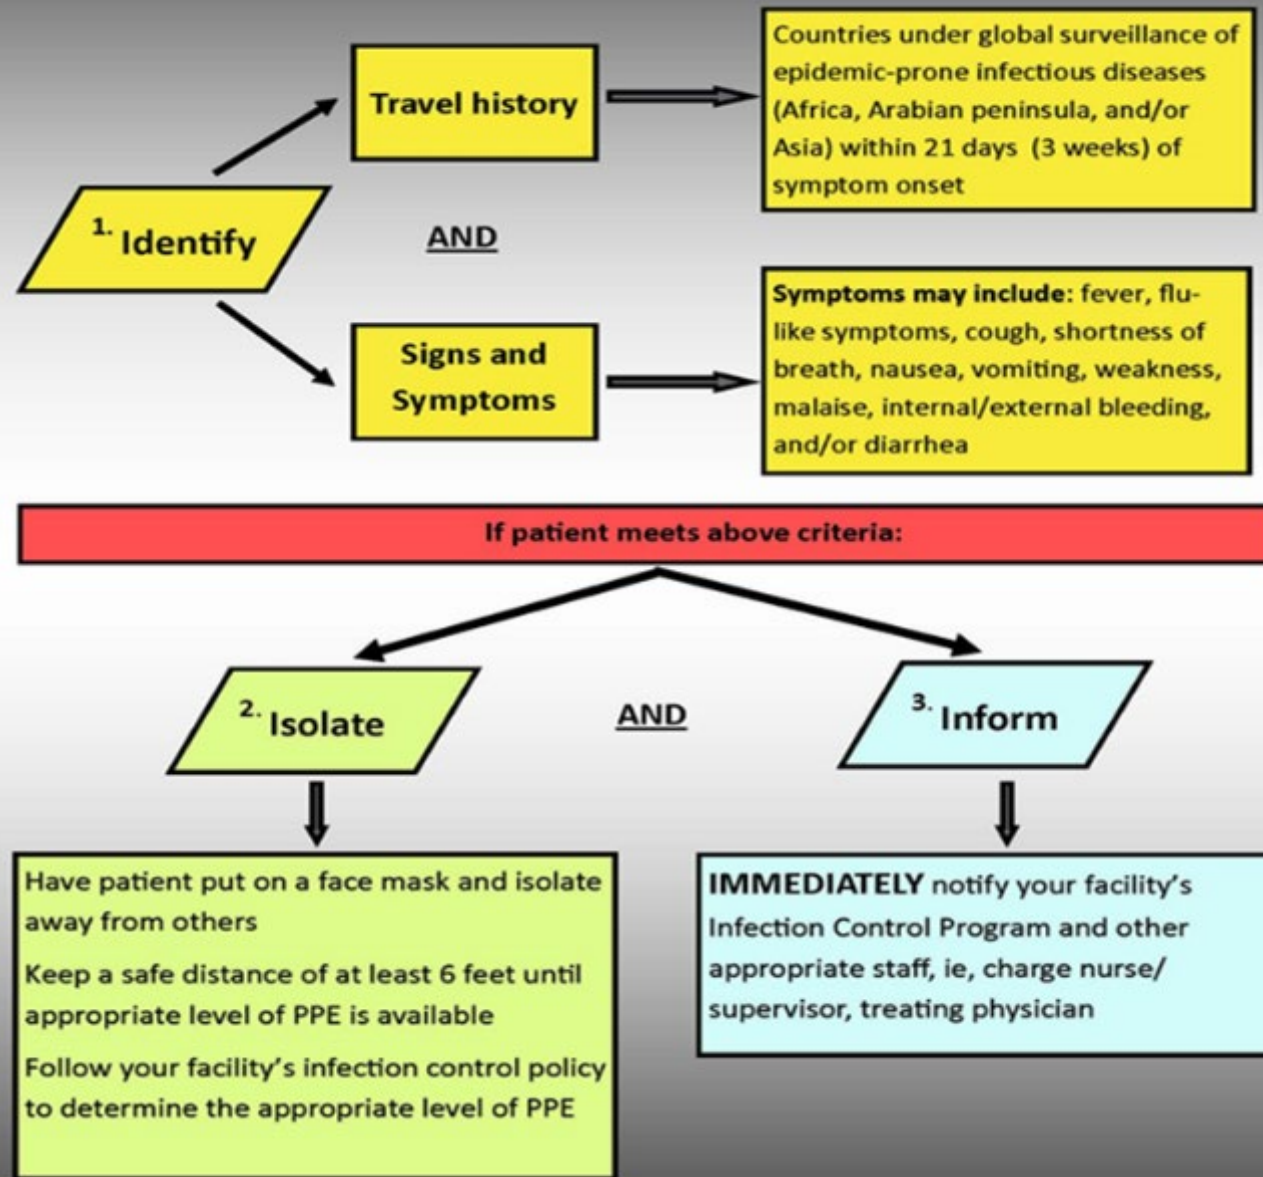 Travel history
Countries under global surveillance of
epidemic-prone infectious diseases
(Africa, Arabian peninsula, and/or
Asia) within 21 days (3 weeks) of
symptom onset
1. Identify
AND
Signs and
Symptoms
Symptoms may include: fever, flu-
like symptoms, cough, shortness of
breath, nausea, vomiting, weakness,
malaise, internal/external bleeding,
and/or diarrhea
If patient meets above criteria:
2. Isolate
AND
3. Inform
Have patient put on a face mask and isolate
away from others
Keep a safe distance of at least 6 feet until
appropriate level of PPE is available
Follow your facility's infection control policy
to determine the appropriate level of PPE
IMMEDIATELY notify your facility's
Infection Control Program and other
appropriate staff, ie, charge nurse/
supervisor, treating physician